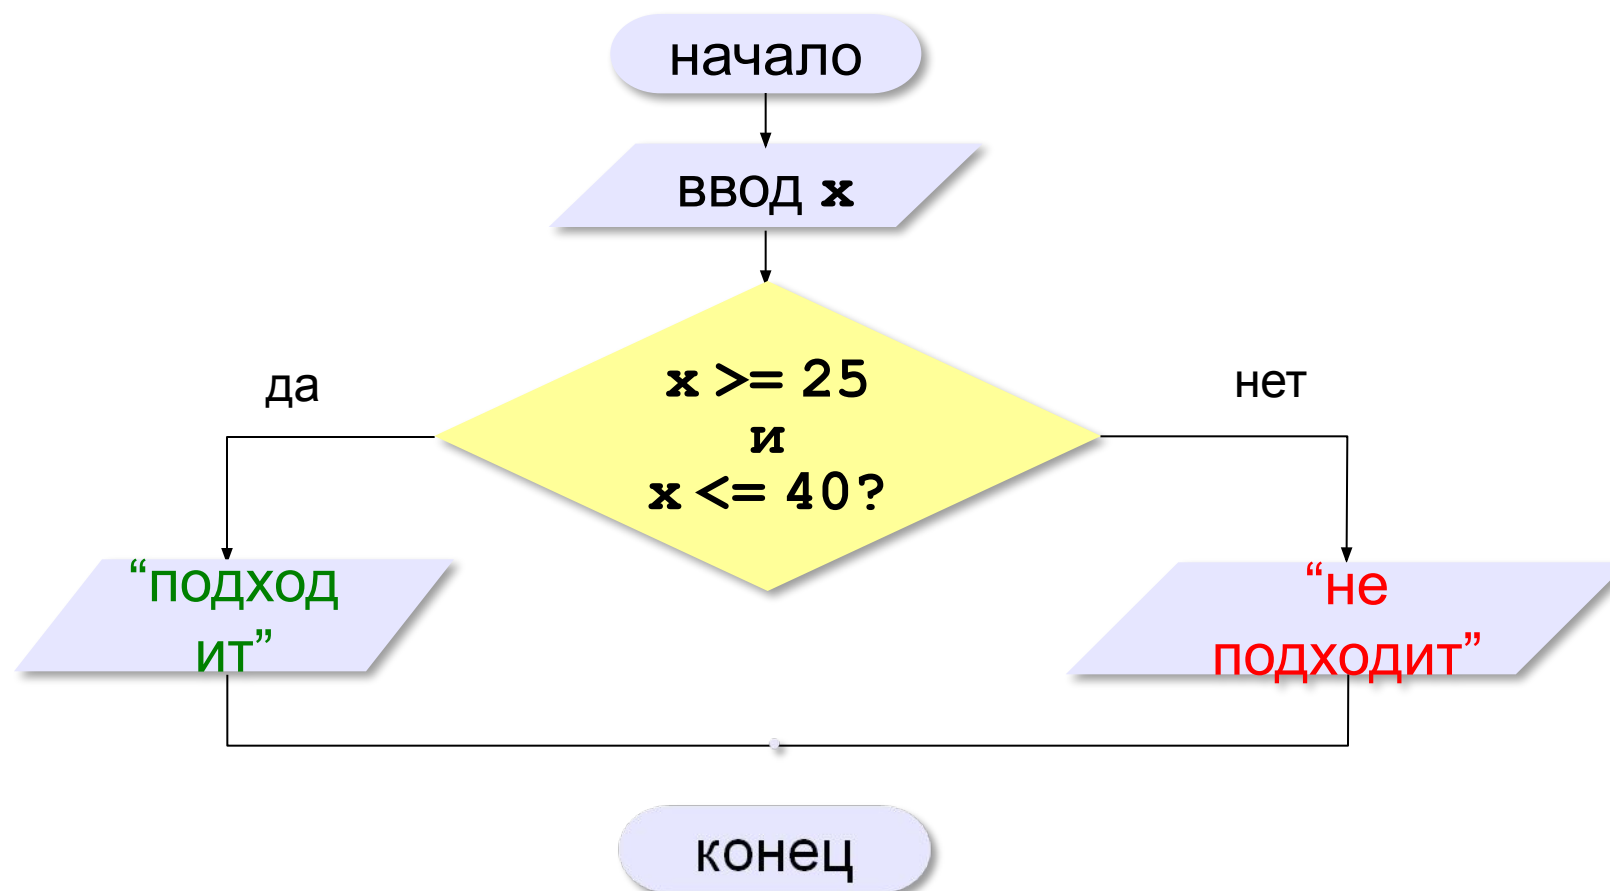 начало
ввод x
да
x >= 25
и
x <= 40?
нет
“подход
ит”
“не
подходит”
конец